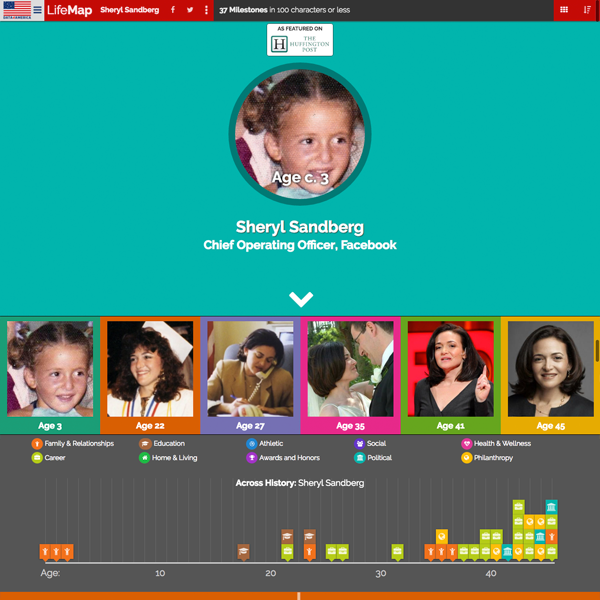 LifeMap Sheryl Sandberg 37 Milestones in 100 characters or less
AS FEATURED ON
H THE
HUFFINGTON
POST
Age c. 3
Sheryl Sandberg
Chief Operating Officer, Facebook
Age 3 Age 22 Age 27 Age 35 Age 41 Age 45
Family & Relationships Education Athletic Social Health & Wellness
Career Home & Living Awards and Honors Political Philanthropy
Across History: Sheryl Sandberg
Age: 10 20 30 40